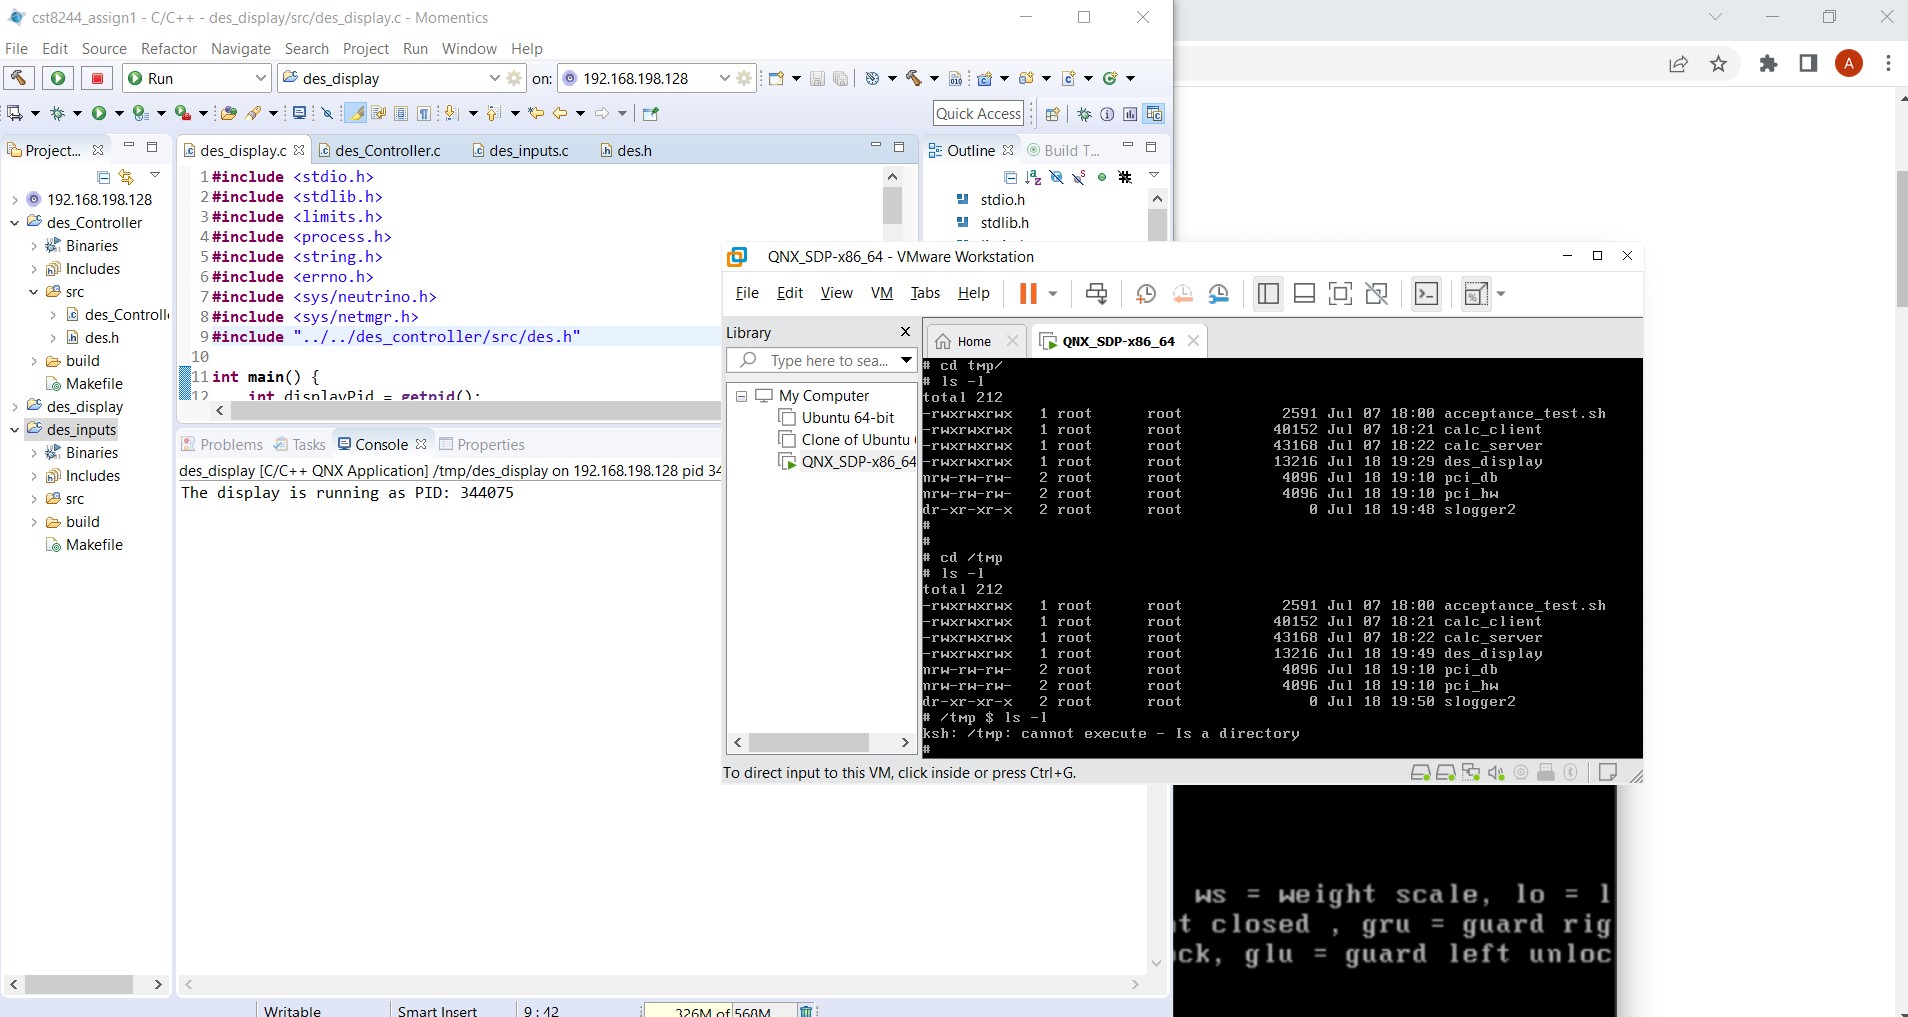 cst8244_assign1 - C/C++ - des_display/src/des_display.c - Momentics
File Edit Source Refactor Navigate Search Project Run Window Help
Run
des_display
on:
192.168.198.128
Quick Access
Project...
192.168.198.128
des_Controller
Binaries
Includes
src
des_Controll
des.h
build
Makefile
des_display
des_inputs
Binaries
Includes
src
build
Makefile
des_display.c
des_Controller.c
des_inputs.c
des.h
1 #include <stdio.h>
2 #include <stdlib.h>
3 #include <limits.h>
4 #include <process.h>
5 #include <string.h>
6 #include <errno.h>
7 #include <sys/neutrino.h>
8 #include <sys/netmgr.h>
9 #include "../../des_controller/src/des.h"
10
11 int main() {
12 int displayPid = getpid();
Outline
Build T...
stdio.h
stdlib.h
Problems Tasks Console Properties
des_display [C/C++ QNX Application] /tmp/des_display on 192.168.198.128 pid 34
The display is running as PID: 344075
Writable
Smart Insert
9 : 42
326M of 560M
QNX_SDP-x86_64 - VMware Workstation
File Edit View VM Tabs Help
Library
Type here to sea...
My Computer
Ubuntu 64-bit
Clone of Ubuntu
QNX_SDP-x86_64
Home
QNX_SDP-x86_64
# cd tmp/
# ls -l
total 212
-rwxrwxrwx 1 root root 2591 Jul 07 18:00 acceptance_test.sh
-rwxrwxrwx 1 root root 40152 Jul 07 18:21 calc_client
-rwxrwxrwx 1 root root 43168 Jul 07 18:22 calc_server
-rwxrwxrwx 1 root root 13216 Jul 18 19:29 des_display
nrw-rw-rw- 2 root root 4096 Jul 18 19:10 pci_db
nrw-rw-rw- 2 root root 4096 Jul 18 19:10 pci_hw
dr-xr-xr-x 2 root root 0 Jul 18 19:48 slogger2
#
#
# cd /tmp
# ls -l
total 212
-rwxrwxrwx 1 root root 2591 Jul 07 18:00 acceptance_test.sh
-rwxrwxrwx 1 root root 40152 Jul 07 18:21 calc_client
-rwxrwxrwx 1 root root 43168 Jul 07 18:22 calc_server
-rwxrwxrwx 1 root root 13216 Jul 18 19:49 des_display
nrw-rw-rw- 2 root root 4096 Jul 18 19:10 pci_db
nrw-rw-rw- 2 root root 4096 Jul 18 19:10 pci_hw
dr-xr-xr-x 2 root root 0 Jul 18 19:50 slogger2
# /tmp $ ls -l
ksh: /tmp: cannot execute - Is a directory
#
To direct input to this VM, click inside or press Ctrl+G.
A
ws = weight scale, lo = l
t closed , gru = guard rig
ck, glu = guard left unloc